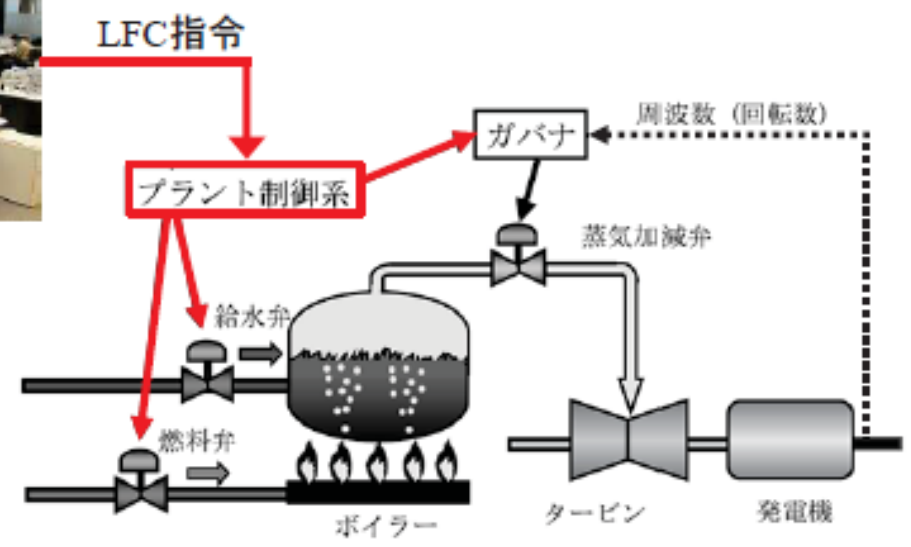 LFC指令
周波数 (回転数)
ガバナ
プラント制御系
蒸気加減弁
給水弁
燃料弁
ボイラー
タービン
発電機